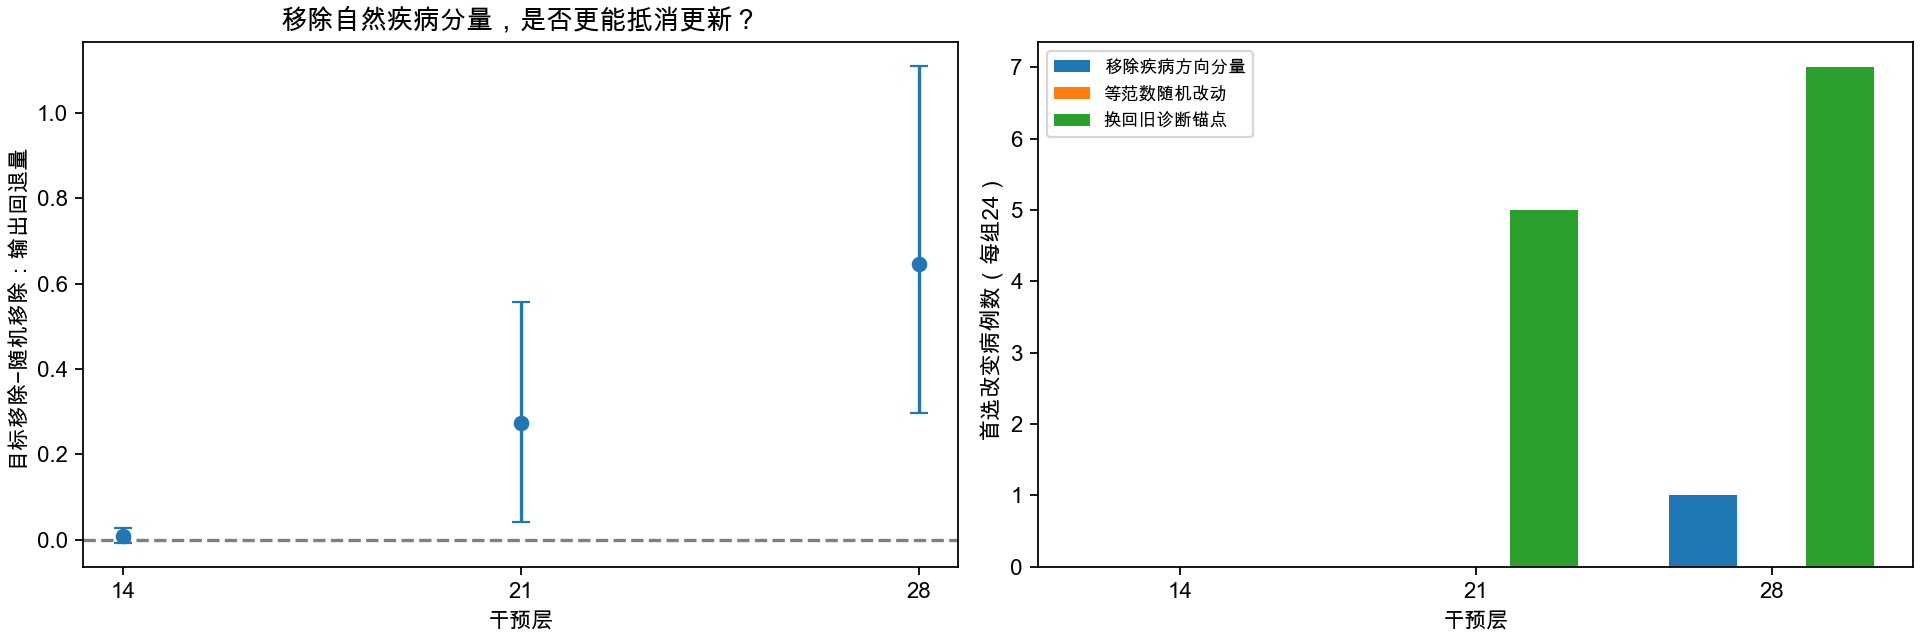 移除自然疾病分量，是否更能抵消更新？
目标移除-随机移除：输出回退量
1.0
0.8
0.6
0.4
0.2
0.0
14
21
28
干预层
首选改变病例数（每组24）
7
6
5
4
3
2
1
0
移除疾病方向分量
等范数随机改动
换回旧诊断锚点
14
21
28
干预层